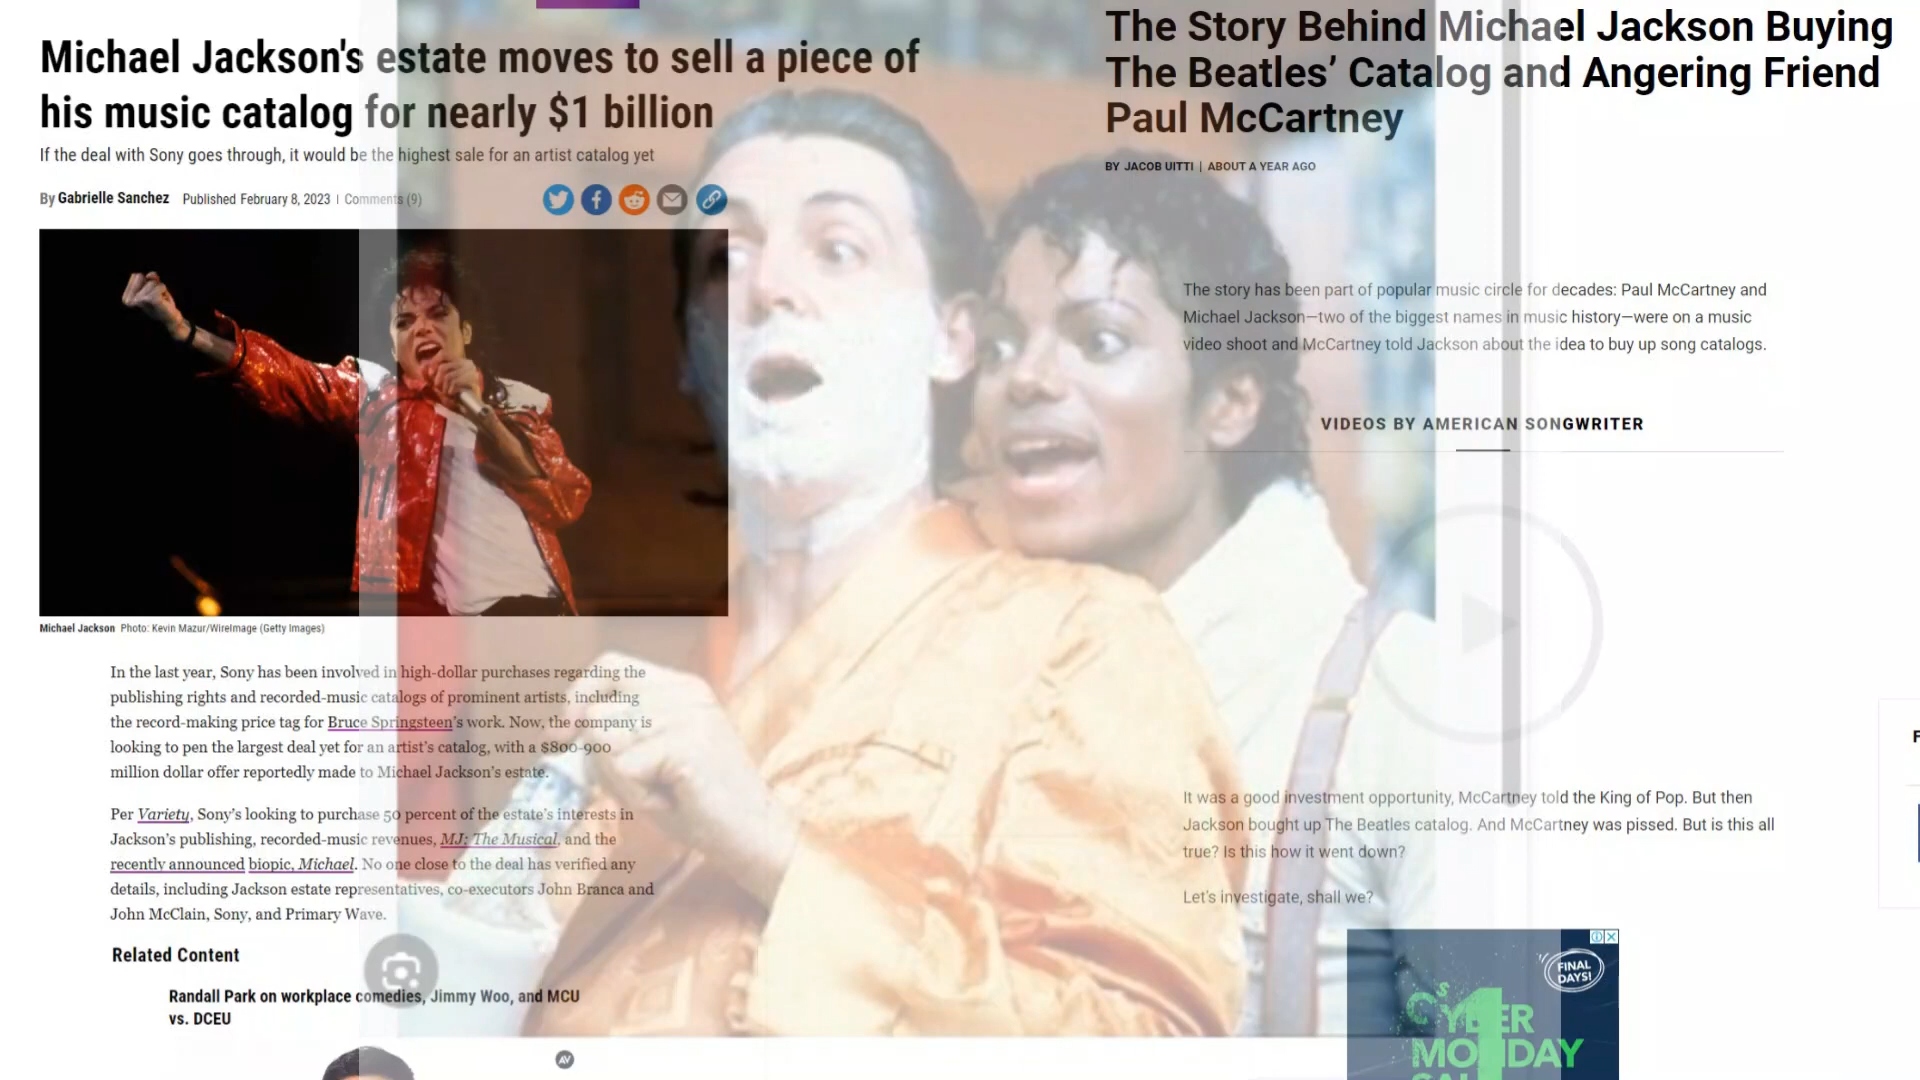 Michael Jackson's estate moves to sell a piece of
his music catalog for nearly $1 billion
If the deal with Sony goes through, it would be the highest sale for an artist catalog yet
By Gabrielle Sanchez Published February 8, 2023 | Comments (9)
Michael Jackson Photo: Kevin Mazur/WireImage (Getty Images)
In the last year, Sony has been involved in high-dollar purchases regarding the
publishing rights and recorded-music catalogs of prominent artists, including
the record-making price tag for Bruce Springsteen's work. Now, the company is
looking to pen the largest deal yet for an artist's catalog, with a $800-900
million dollar offer reportedly made to Michael Jackson's estate.
Per Variety, Sony's looking to purchase 50 percent of the estate's interests in
Jackson's publishing, recorded-music revenues, MJ: The Musical, and the
recently announced biopic, Michael. No one close to the deal has verified any
details, including Jackson estate representatives, co-executors John Branca and
John McClain, Sony, and Primary Wave.
Related Content
Randall Park on workplace comedies, Jimmy Woo, and MCU
vs. DCEU
AV
The Story Behind Michael Jackson Buying
The Beatles’ Catalog and Angering Friend
Paul McCartney
BY JACOB UITTI | ABOUT A YEAR AGO
The story has been part of popular music circle for decades: Paul McCartney and
Michael Jackson—two of the biggest names in music history—were on a music
video shoot and McCartney told Jackson about the idea to buy up song catalogs.
VIDEOS BY AMERICAN SONGWRITER
It was a good investment opportunity, McCartney told the King of Pop. But then
Jackson bought up The Beatles catalog. And McCartney was pissed. But is this all
true? Is this how it went down?
Let's investigate, shall we?
FINAL
DAYS!
CYBER
MONDAY
F